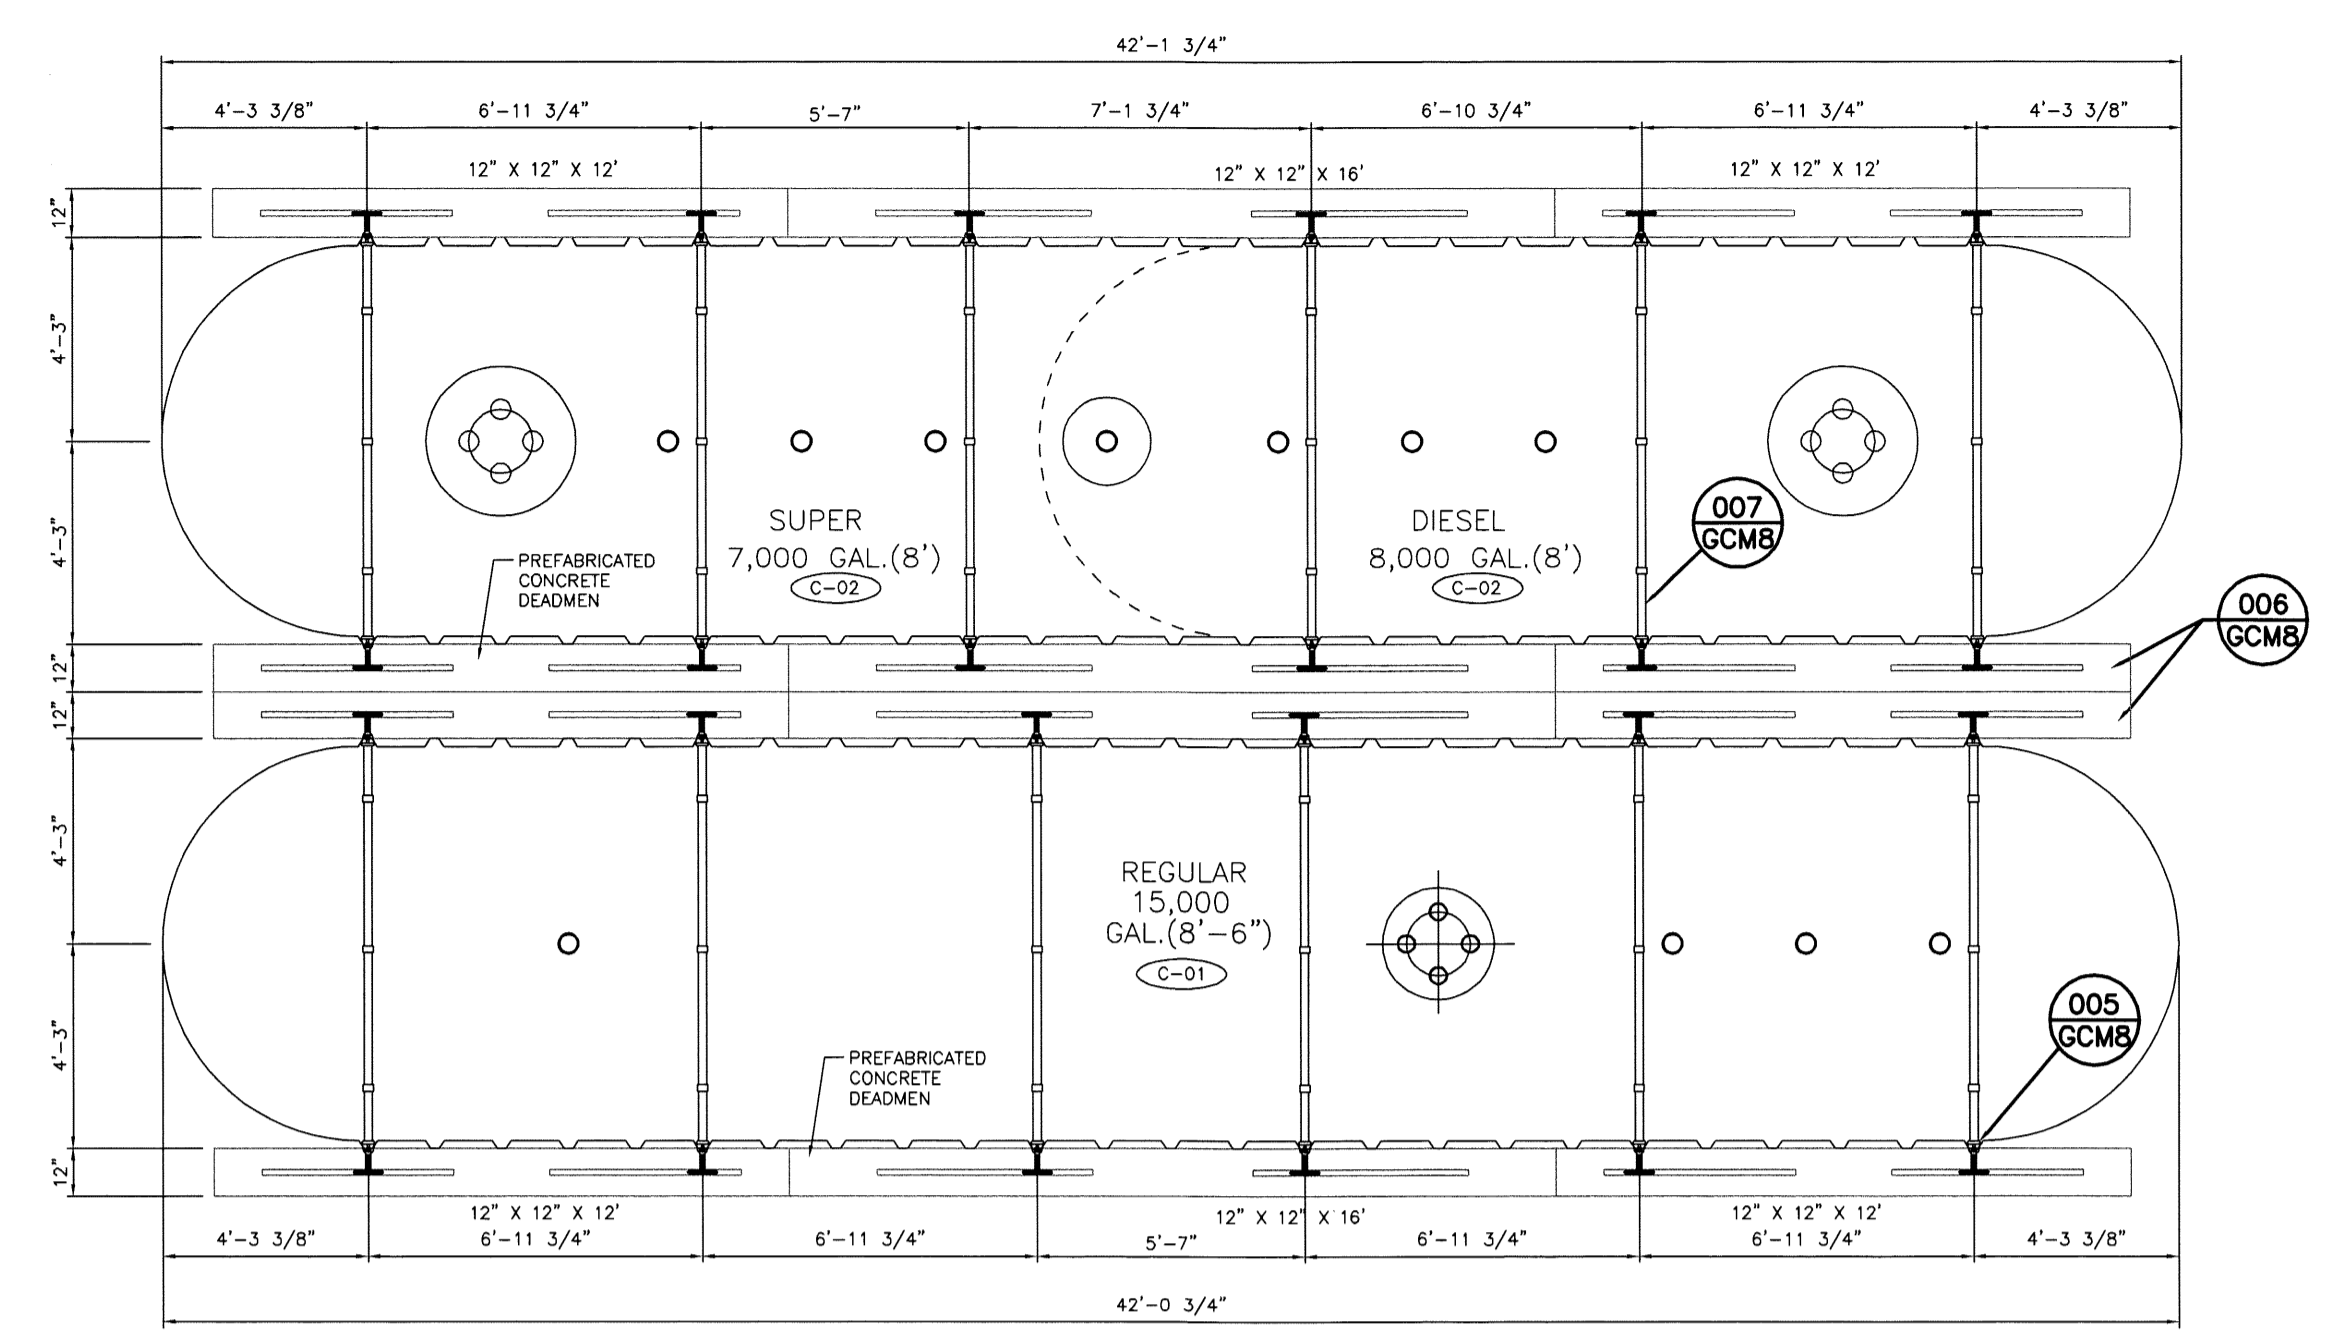 42'-1 3/4"
4'-3 3/8"
6'-11 3/4"
5'-7"
7'-1 3/4"
6'-10 3/4"
6'-11 3/4"
4'-3 3/8"
12" X 12" X 12'
12" X 12" X 16'
12" X 12" X 12'
12"
4'-3"
4'-3"
12"
12"
4'-3"
4'-3"
12"
SUPER
7,000 GAL.(8')
C-02
DIESEL
8,000 GAL.(8')
C-02
007
GCM8
PREFABRICATED
CONCRETE
DEADMEN
006
GCM8
REGULAR
15,000
GAL.(8'-6")
C-01
005
GCM8
PREFABRICATED
CONCRETE
DEADMEN
12" X 12" X 12'
12" X 12" X 16'
12" X 12" X 12'
4'-3 3/8"
6'-11 3/4"
6'-11 3/4"
5'-7"
6'-11 3/4"
6'-11 3/4"
4'-3 3/8"
42'-0 3/4"